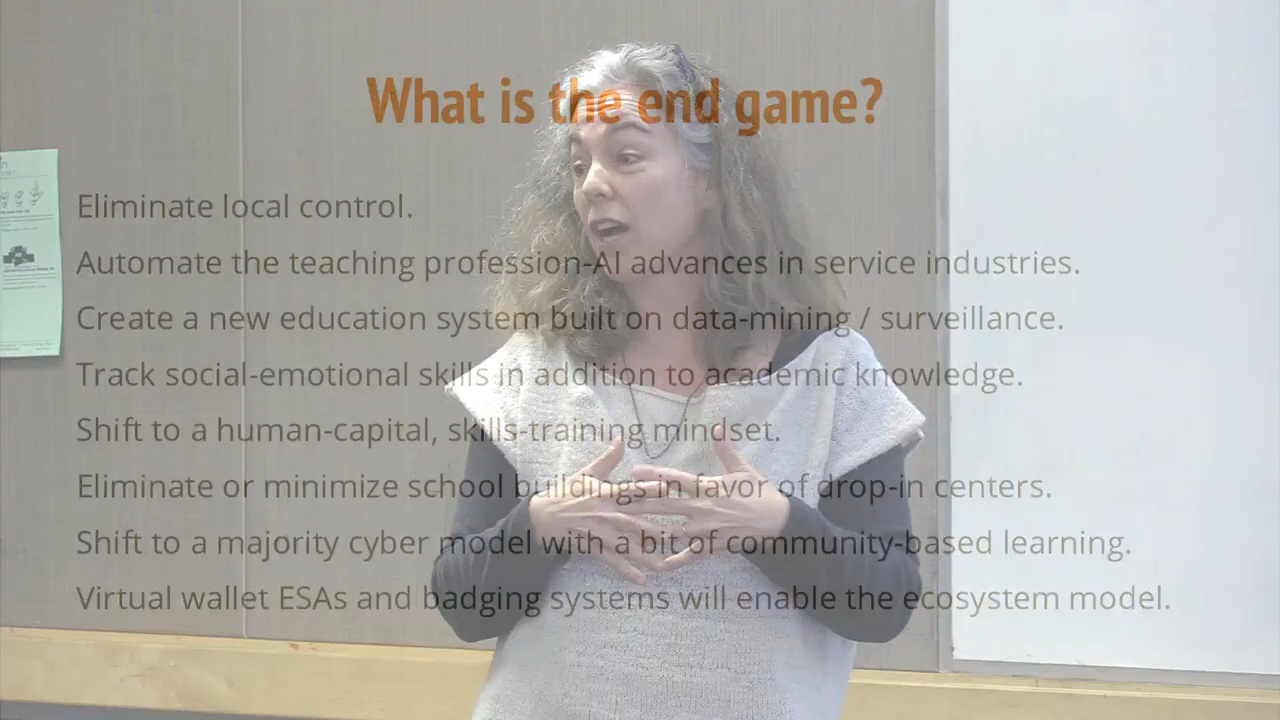 What is the end game?
Eliminate local control.
Automate the teaching profession-AI advances in service industries.
Create a new education system built on data-mining / surveillance.
Track social-emotional skills in addition to academic knowledge.
Shift to a human-capital, skills-training mindset.
Eliminate or minimize school buildings in favor of drop-in centers.
Shift to a majority cyber model with a bit of community-based learning.
Virtual wallet ESAs and badging systems will enable the ecosystem model.